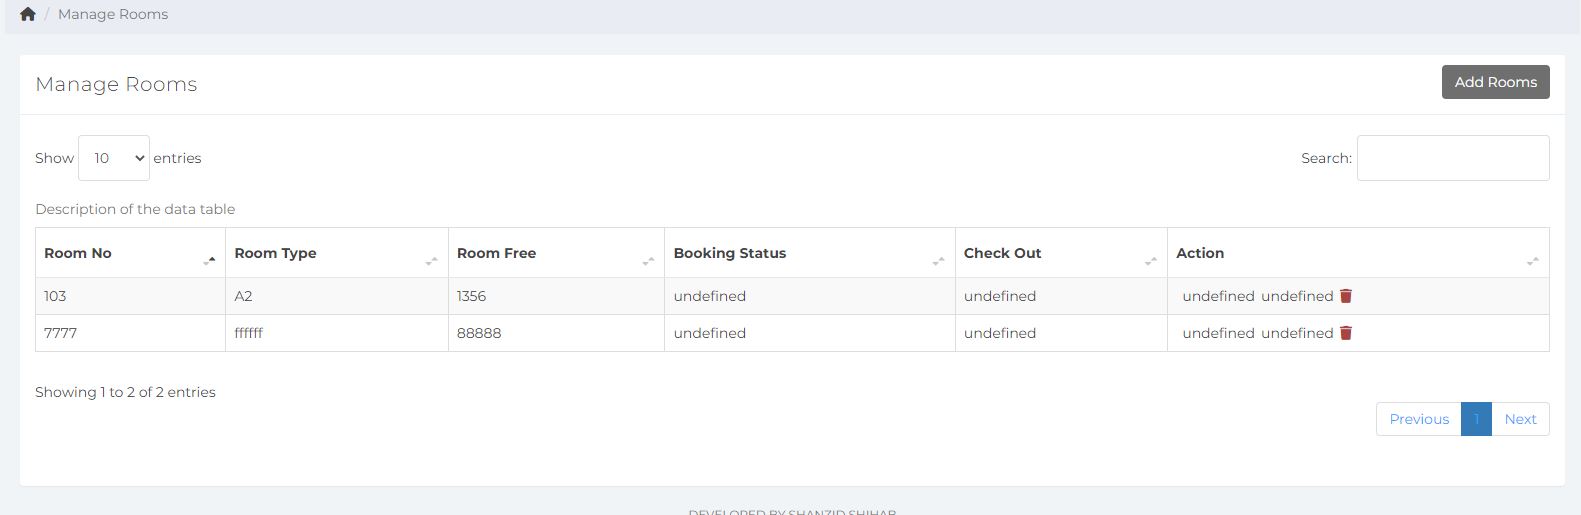 / Manage Rooms
Manage Rooms
Add Rooms
Show 10 entries
Search:
Description of the data table
Room No Room Type Room Free Booking Status Check Out Action
103 A2 1356 undefined undefined undefined undefined
7777 ffffff 88888 undefined undefined undefined undefined
Showing 1 to 2 of 2 entries
Previous 1 Next
DEVELOPED BY SHANZID SHIHAB